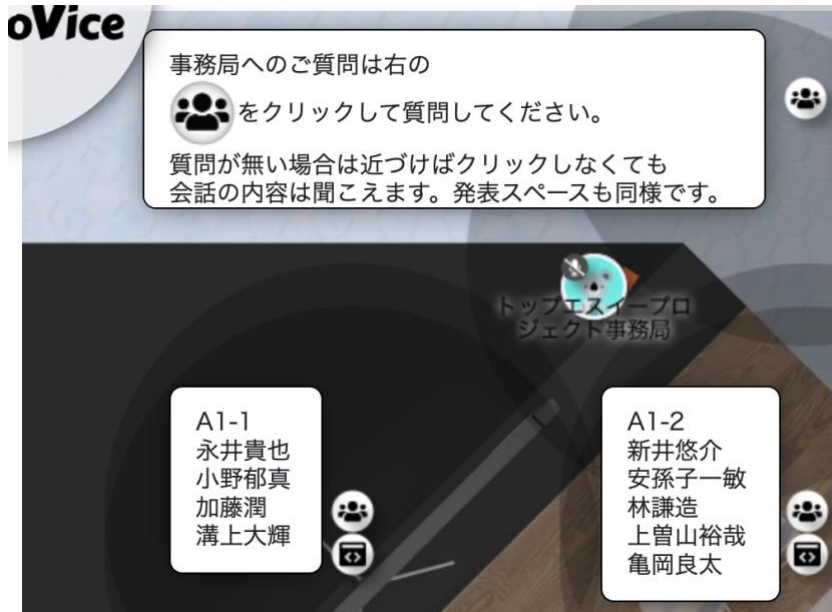 oVice
事務局へのご質問は右の
をクリックして質問してください。
質問が無い場合は近づけばクリックしなくても
会話の内容は聞こえます。発表スペースも同様です。
トップエスイープロ
ジェクト事務局
A1-1
永井貴也
小野郁真
加藤潤
溝上大輝
A1-2
新井悠介
安孫子一敏
林謙造
上曽山裕哉
亀岡良太